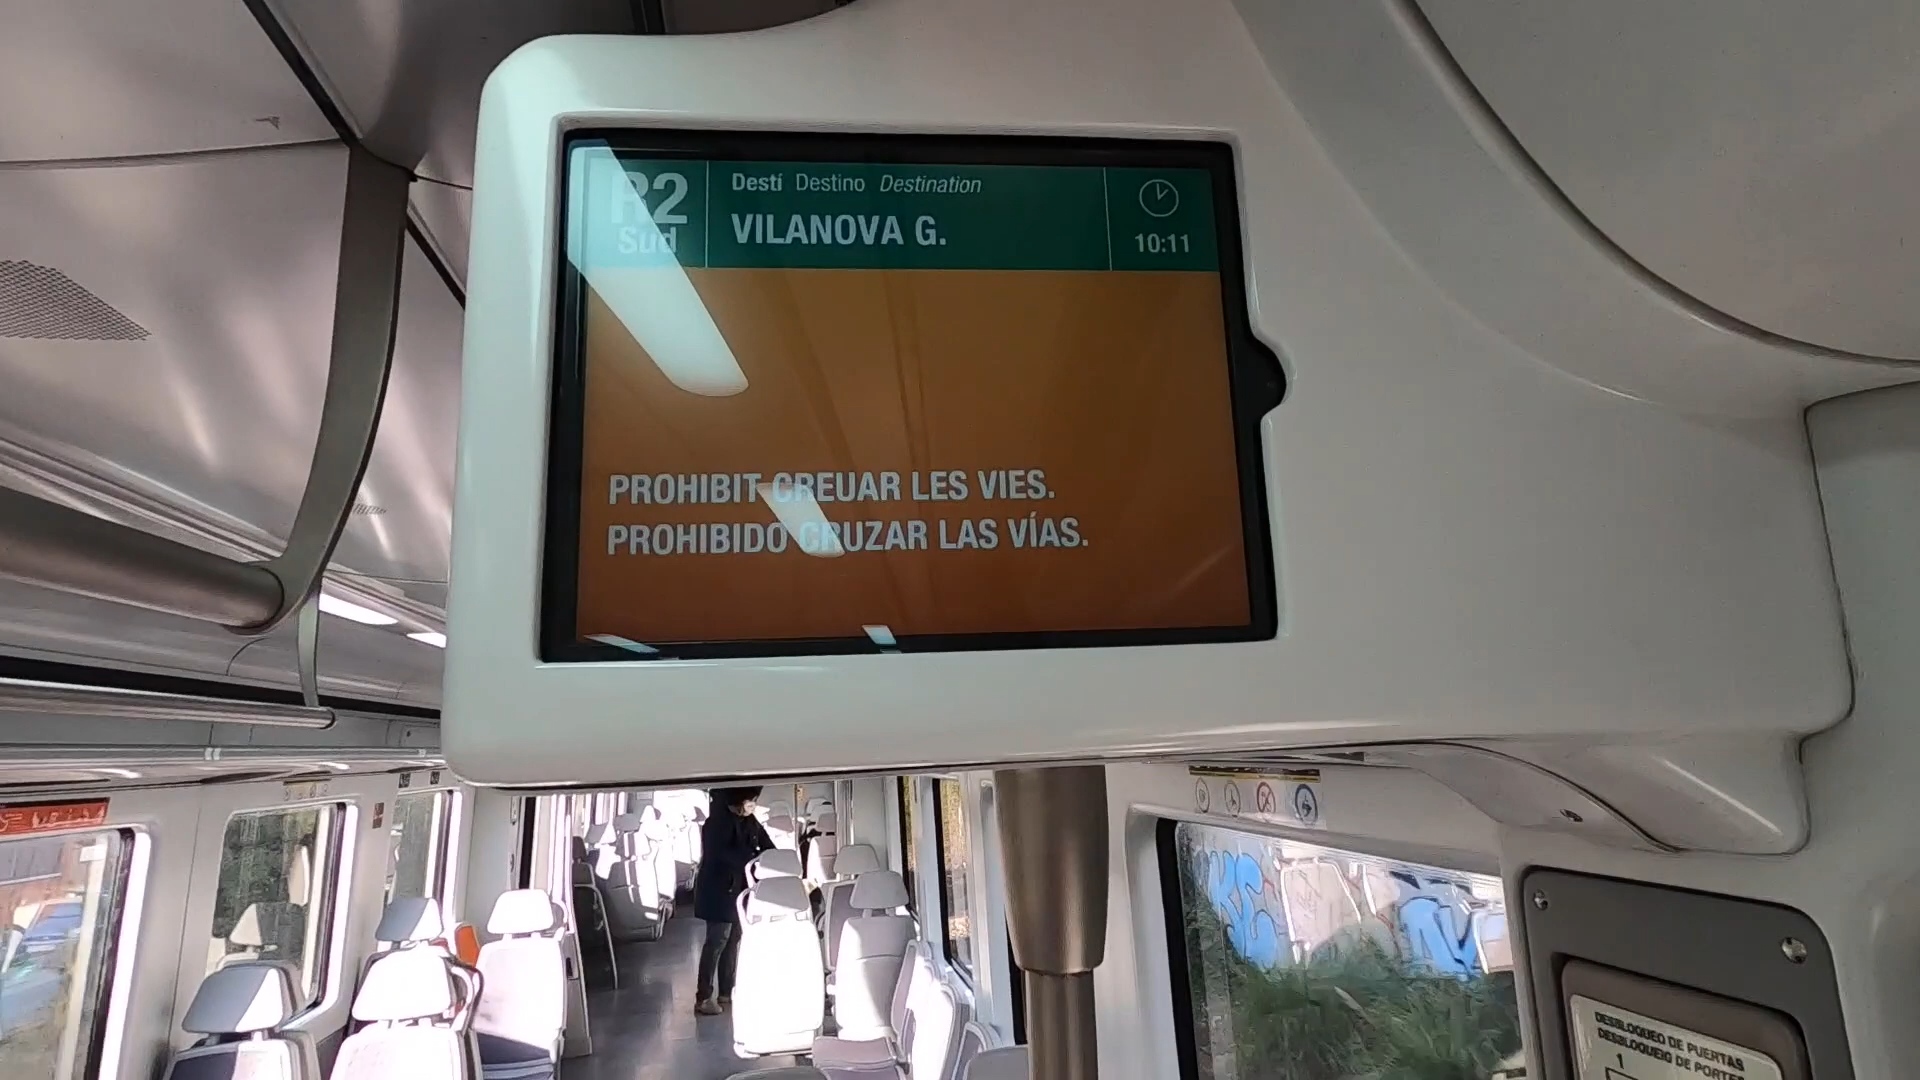 R2
Sud
Destí Destino Destination
VILANOVA G.
10:11
PROHIBIT CREUAR LES VIES.
PROHIBIDO CRUZAR LAS VÍAS.
DESBLOQUEO DE PUERTAS
DESBLOQUEIG DE PORTES
1